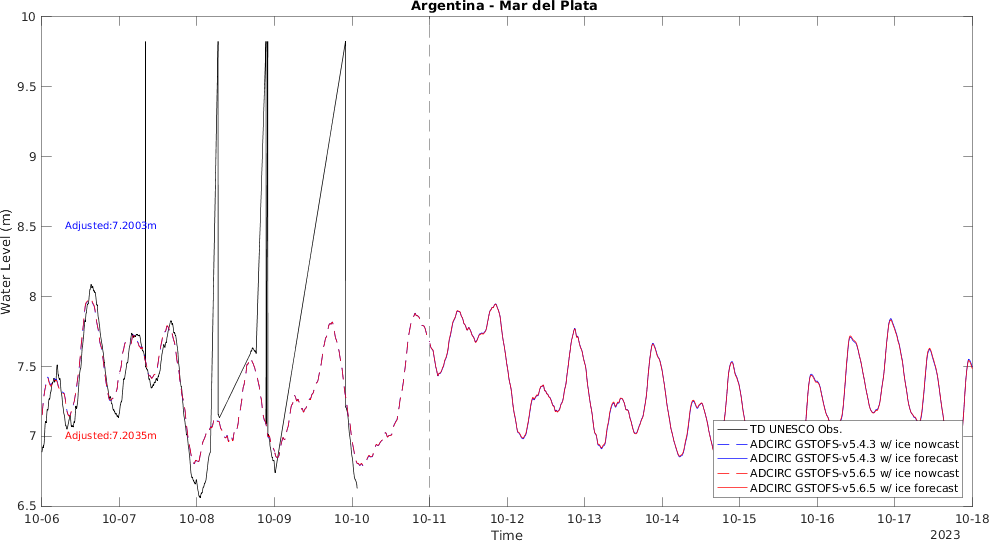 Argentina - Mar del Plata
10
9.5
9
8.5
8
7.5
7
6.5
Water Level (m)
Adjusted:7.2003m
Adjusted:7.2035m
TD UNESCO Obs.
ADCIRC GSTOFS-v5.4.3 w/ ice nowcast
ADCIRC GSTOFS-v5.4.3 w/ ice forecast
ADCIRC GSTOFS-v5.6.5 w/ ice nowcast
ADCIRC GSTOFS-v5.6.5 w/ ice forecast
10-06 10-07 10-08 10-09 10-10 10-11 10-12 10-13 10-14 10-15 10-16 10-17 10-18
Time
2023